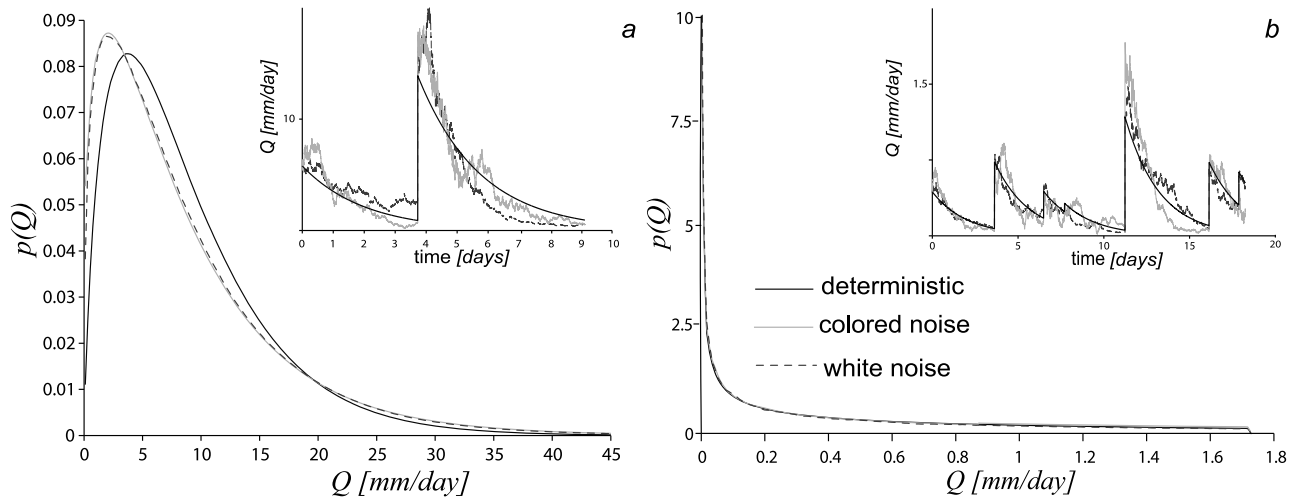 a
0.09
0.08
0.07
0.06
0.05
0.04
0.03
0.02
0.01
0
p(Q)
0 5 10 15 20 25 30 35 40 45
Q [mm/day]
Q [mm/day]
10
0 1 2 3 4 5 6 7 8 9 10
time [days]
b
10
7.5
5
2.5
0
p(Q)
0 0.2 0.4 0.6 0.8 1 1.2 1.4 1.6 1.8
Q [mm/day]
Q [mm/day]
1.5
0 5 10 15 20
time [days]
deterministic
colored noise
white noise